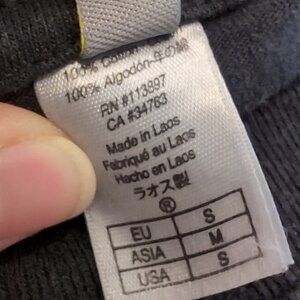 100% Cotton
100% Algodón-
RN #113897
CA #34763
Made in Laos
Fabriqué au Laos
Hecho en Laos
ラオス製
®
EU S
ASIA M
USA S